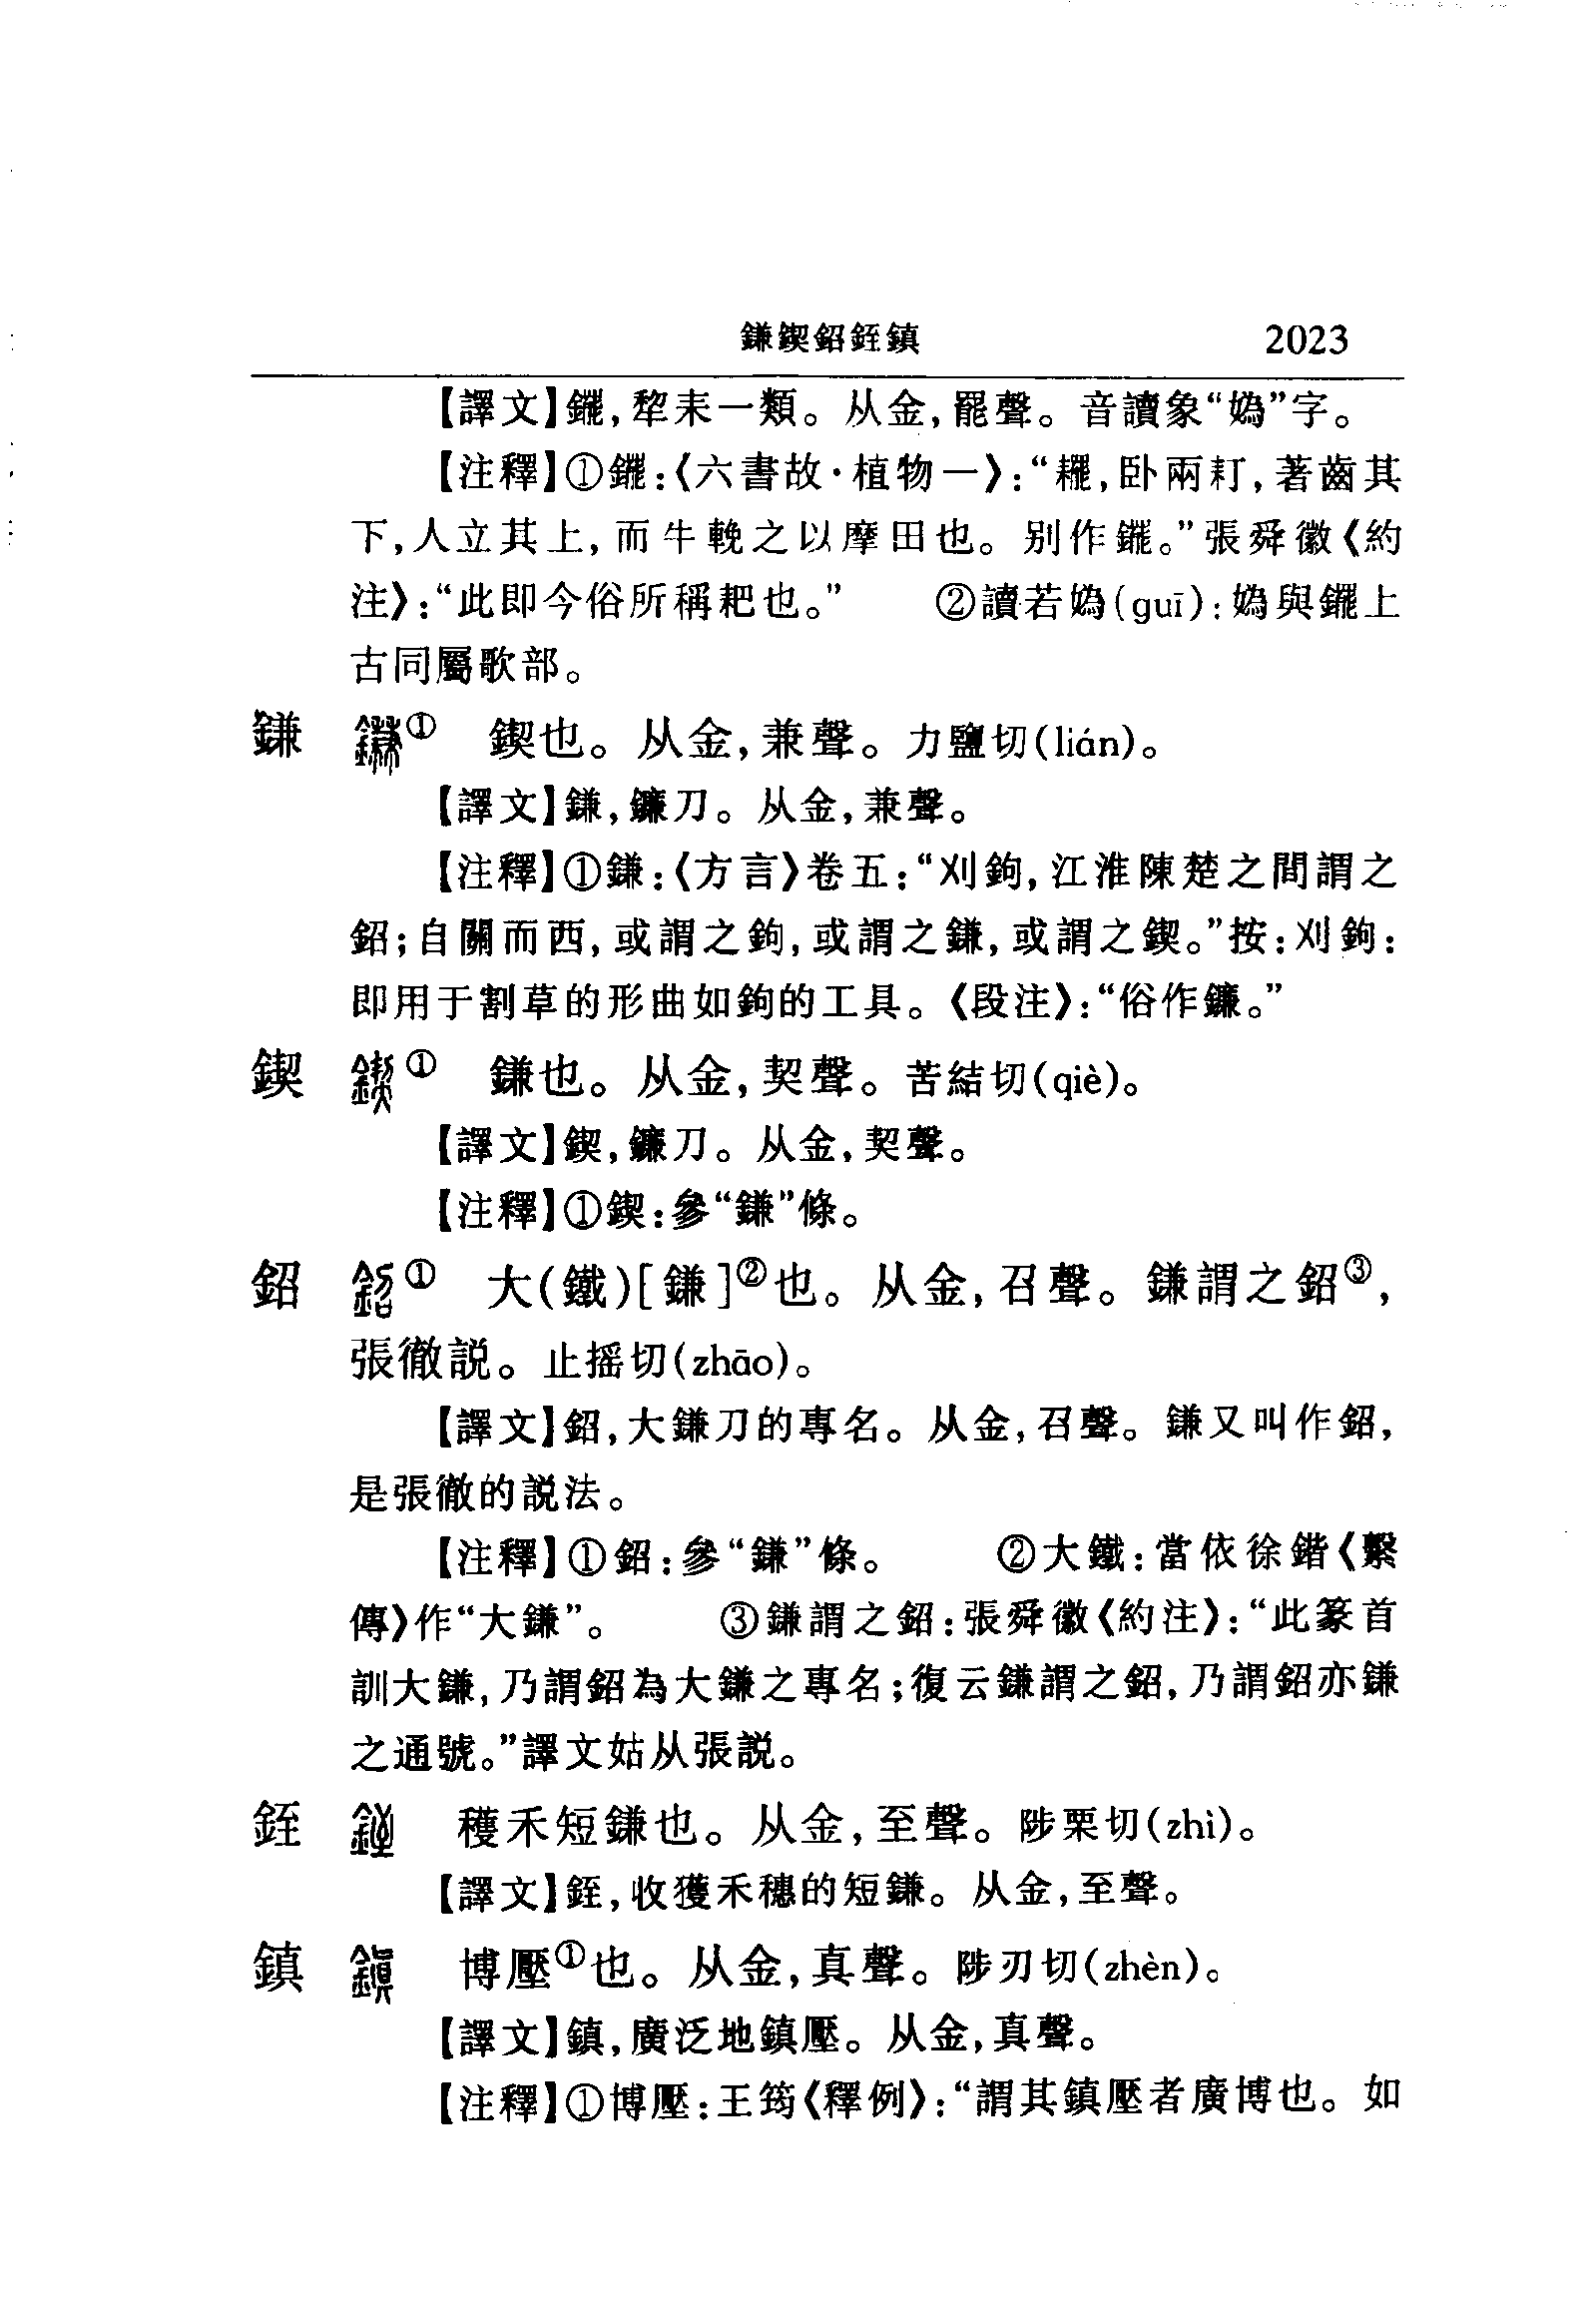 鎌鍥鉊銍鎮 2023
【譯文】䥯，犂耒一類。从金，罷聲。音讀象“嬀”字。
【注釋】①䥯：《六書故·植物一》：“䎱，卧兩耓，著齒其
下，人立其上，而牛輓之以摩田也。别作䥯。”張舜徽《約
注》：“此即今俗所稱耙也。” ②讀若嬀(guī)：嬀與䥯上
古同屬歌部。
鎌 ① 鍥也。从金，兼聲。力鹽切(lián)。
【譯文】鎌，鐮刀。从金，兼聲。
【注釋】①鎌：《方言》卷五：“刈鉤，江淮陳楚之間謂之
鉊；自關而西，或謂之鉤，或謂之鎌，或謂之鍥。”按：刈鉤：
即用于割草的形曲如鉤的工具。《段注》：“俗作鐮。”
鍥 ① 鎌也。从金，契聲。苦結切(qiè)。
【譯文】鍥，鐮刀。从金，契聲。
【注釋】①鍥：參“鎌”條。
鉊 ① 大(鐵)[鎌]②也。从金，召聲。鎌謂之鉊③，
張徹説。止摇切(zhāo)。
【譯文】鉊，大鎌刀的專名。从金，召聲。鎌又叫作鉊，
是張徹的説法。
【注釋】①鉊：參“鎌”條。 ②大鐵：當依徐鍇《繫
傳》作“大鎌”。 ③鎌謂之鉊：張舜徽《約注》：“此篆首
訓大鎌，乃謂鉊為大鎌之專名；復云鎌謂之鉊，乃謂鉊亦鎌
之通號。”譯文姑从張説。
銍 穫禾短鎌也。从金，至聲。陟栗切(zhì)。
【譯文】銍，收獲禾穗的短鎌。从金，至聲。
鎮 博壓①也。从金，真聲。陟刃切(zhèn)。
【譯文】鎮，廣泛地鎮壓。从金，真聲。
【注釋】①博壓：王筠《釋例》：“謂其鎮壓者廣博也。如